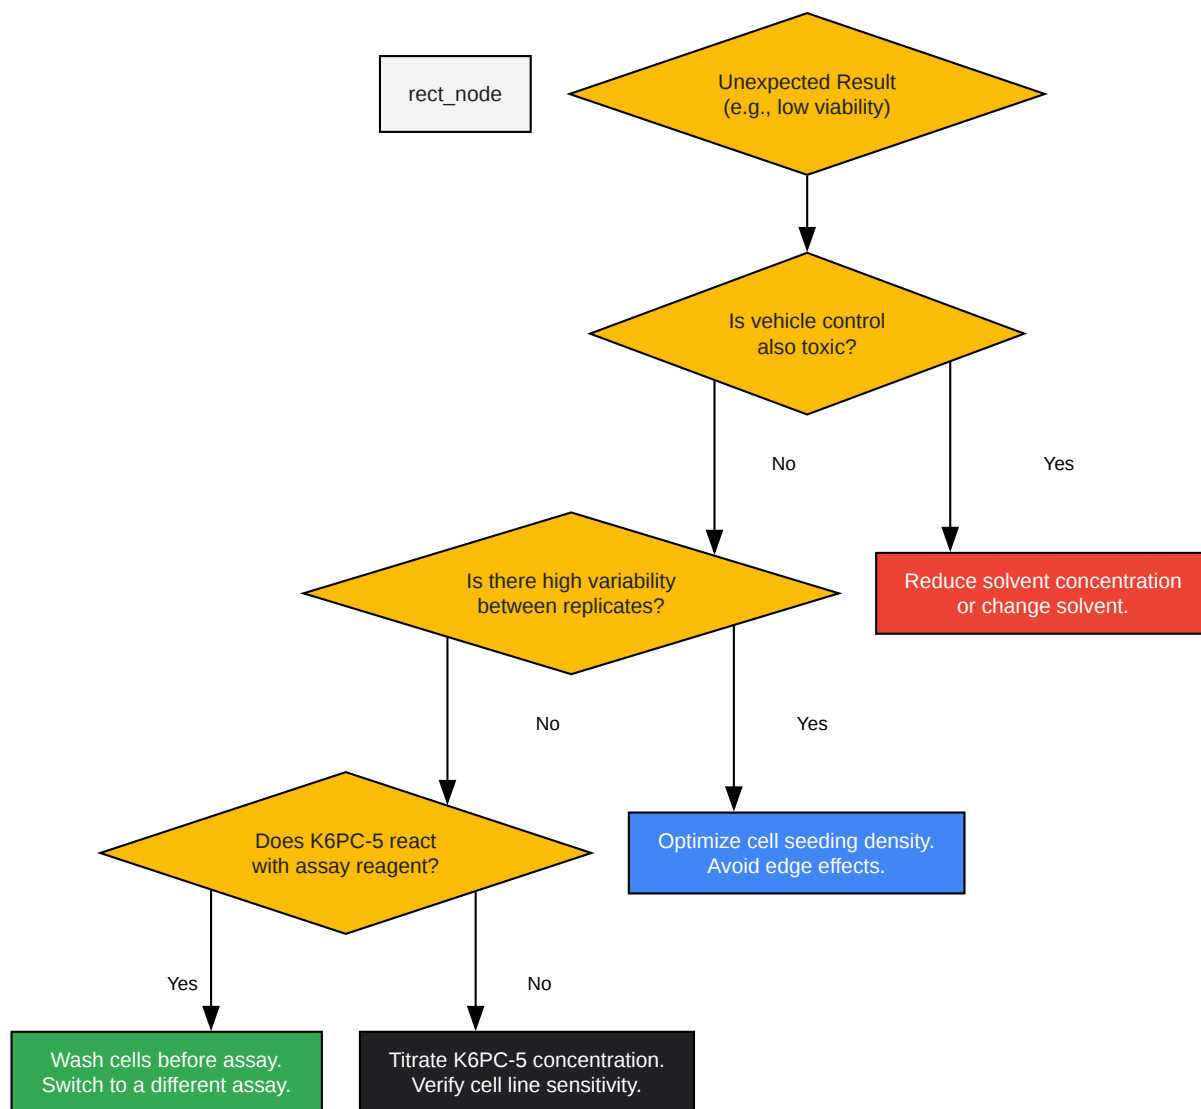 rect_node
Unexpected Result
(e.g., low viability)
Is vehicle control
also toxic?
No
Yes
Is there high variability
between replicates?
Reduce solvent concentration
or change solvent.
No
Yes
Does K6PC-5 react
with assay reagent?
Optimize cell seeding density.
Avoid edge effects.
Yes
No
Wash cells before assay.
Switch to a different assay.
Titrate K6PC-5 concentration.
Verify cell line sensitivity.